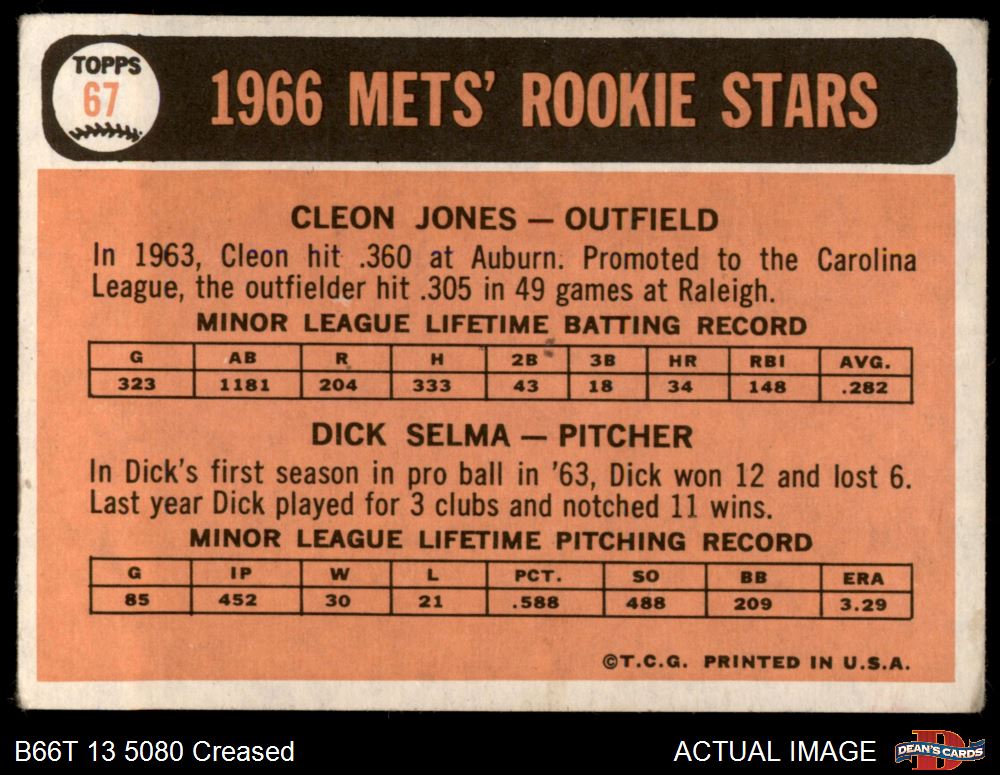 TOPPS
67
1966 METS' ROOKIE STARS
CLEON JONES — OUTFIELD
In 1963, Cleon hit .360 at Auburn. Promoted to the Carolina
League, the outfielder hit .305 in 49 games at Raleigh.
MINOR LEAGUE LIFETIME BATTING RECORD
G AB R H 2B 3B HR RBI AVG.
323 1181 204 333 43 18 34 148 .282
DICK SELMA — PITCHER
In Dick's first season in pro ball in '63, Dick won 12 and lost 6.
Last year Dick played for 3 clubs and notched 11 wins.
MINOR LEAGUE LIFETIME PITCHING RECORD
G IP W L PCT. SO BB ERA
85 452 30 21 .588 488 209 3.29
©T.C.G. PRINTED IN U.S.A.
B66T 13 5080 Creased
ACTUAL IMAGE
D
DEAN'S CARDS